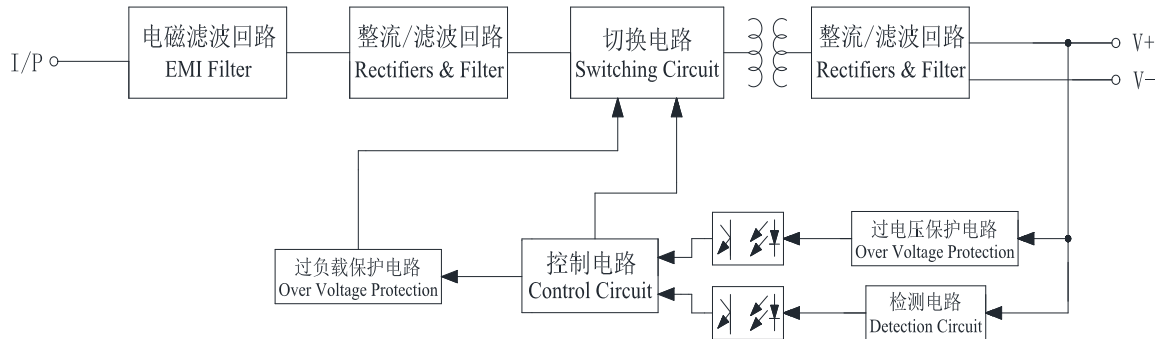 I/P
电磁滤波回路
EMI Filter
整流/滤波回路
Rectifiers & Filter
切换电路
Switching Circuit
整流/滤波回路
Rectifiers & Filter
V+
V-
过负载保护电路
Over Voltage Protection
控制电路
Control Circuit
过电压保护电路
Over Voltage Protection
检测电路
Detection Circuit